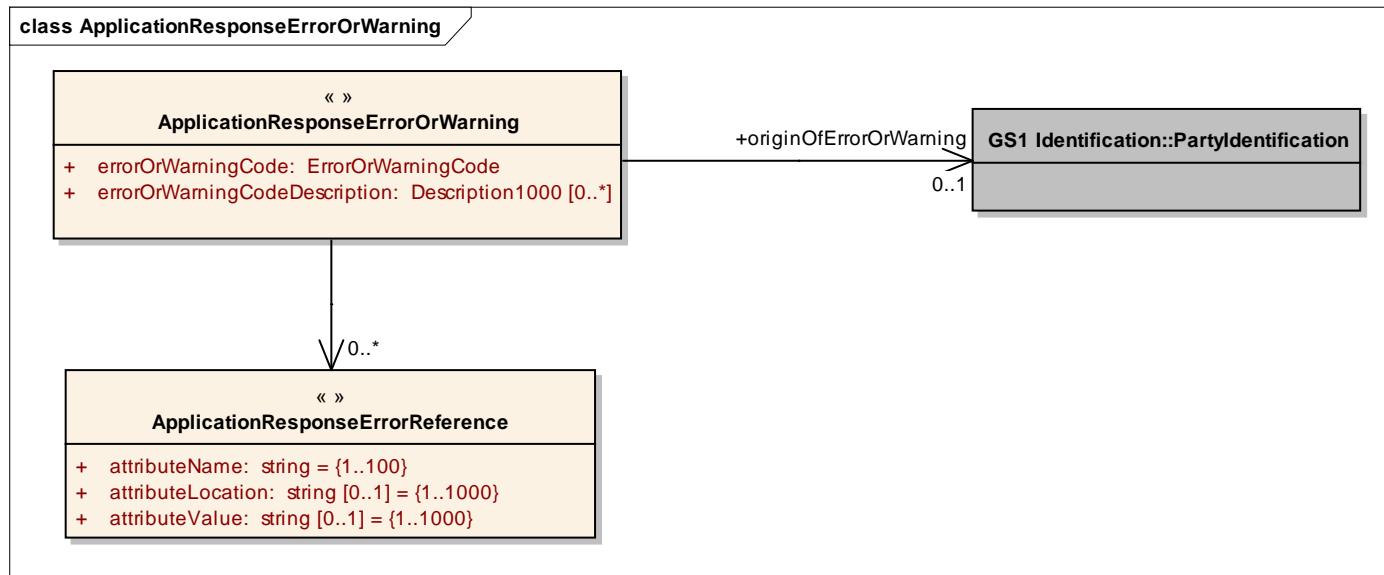 class ApplicationResponseErrorOrWarning
« »
ApplicationResponseErrorOrWarning
+ errorOrWarningCode: ErrorOrWarningCode
+ errorOrWarningCodeDescription: Description1000 [0..*]
+originOfErrorOrWarning
0..1
GS1 Identification::PartyIdentification
0..*
« »
ApplicationResponseErrorReference
+ attributeName: string = {1..100}
+ attributeLocation: string [0..1] = {1..1000}
+ attributeValue: string [0..1] = {1..1000}